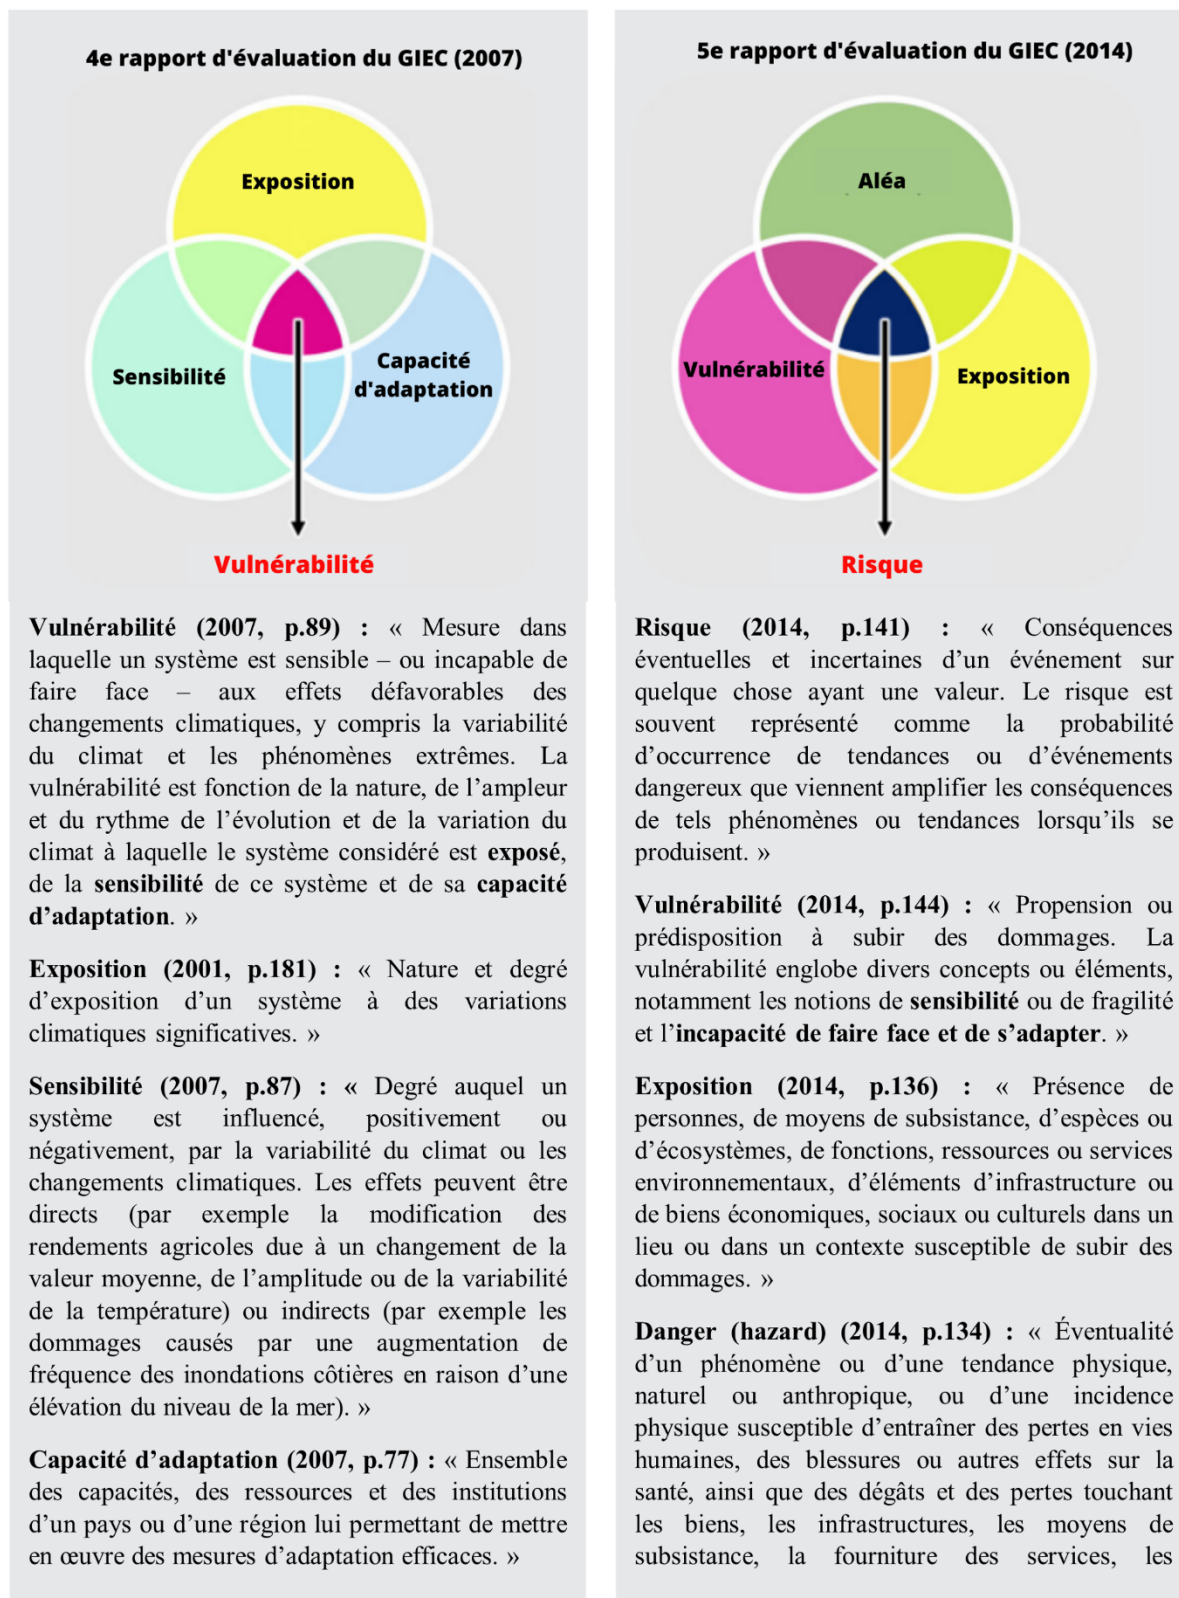 4e rapport d'évaluation du GIEC (2007)
Exposition
Sensibilité
Capacité
d'adaptation
Vulnérabilité
Vulnérabilité (2007, p.89) : « Mesure dans
laquelle un système est sensible – ou incapable de
faire face – aux effets défavorables des
changements climatiques, y compris la variabilité
du climat et les phénomènes extrêmes. La
vulnérabilité est fonction de la nature, de l’ampleur
et du rythme de l’évolution et de la variation du
climat à laquelle le système considéré est exposé,
de la sensibilité de ce système et de sa capacité
d’adaptation. »
Exposition (2001, p.181) : « Nature et degré
d’exposition d’un système à des variations
climatiques significatives. »
Sensibilité (2007, p.87) : « Degré auquel un
système est influencé, positivement ou
négativement, par la variabilité du climat ou les
changements climatiques. Les effets peuvent être
directs (par exemple la modification des
rendements agricoles due à un changement de la
valeur moyenne, de l’amplitude ou de la variabilité
de la température) ou indirects (par exemple les
dommages causés par une augmentation de
fréquence des inondations côtières en raison d’une
élévation du niveau de la mer). »
Capacité d’adaptation (2007, p.77) : « Ensemble
des capacités, des ressources et des institutions
d’un pays ou d’une région lui permettant de mettre
en œuvre des mesures d’adaptation efficaces. »
5e rapport d'évaluation du GIEC (2014)
Aléa
Vulnérabilité
Exposition
Risque
Risque (2014, p.141) : « Conséquences
éventuelles et incertaines d’un événement sur
quelque chose ayant une valeur. Le risque est
souvent représenté comme la probabilité
d’occurrence de tendances ou d’événements
dangereux que viennent amplifier les conséquences
de tels phénomènes ou tendances lorsqu’ils se
produisent. »
Vulnérabilité (2014, p.144) : « Propension ou
prédisposition à subir des dommages. La
vulnérabilité englobe divers concepts ou éléments,
notamment les notions de sensibilité ou de fragilité
et l’incapacité de faire face et de s’adapter. »
Exposition (2014, p.136) : « Présence de
personnes, de moyens de subsistance, d’espèces ou
d’écosystèmes, de fonctions, ressources ou services
environnementaux, d’éléments d’infrastructure ou
de biens économiques, sociaux ou culturels dans un
lieu ou dans un contexte susceptible de subir des
dommages. »
Danger (hazard) (2014, p.134) : « Éventualité
d’un phénomène ou d’une tendance physique,
naturel ou anthropique, ou d’une incidence
physique susceptible d’entraîner des pertes en vies
humaines, des blessures ou autres effets sur la
santé, ainsi que des dégâts et des pertes touchant
les biens, les infrastructures, les moyens de
subsistance, la fourniture des services, les